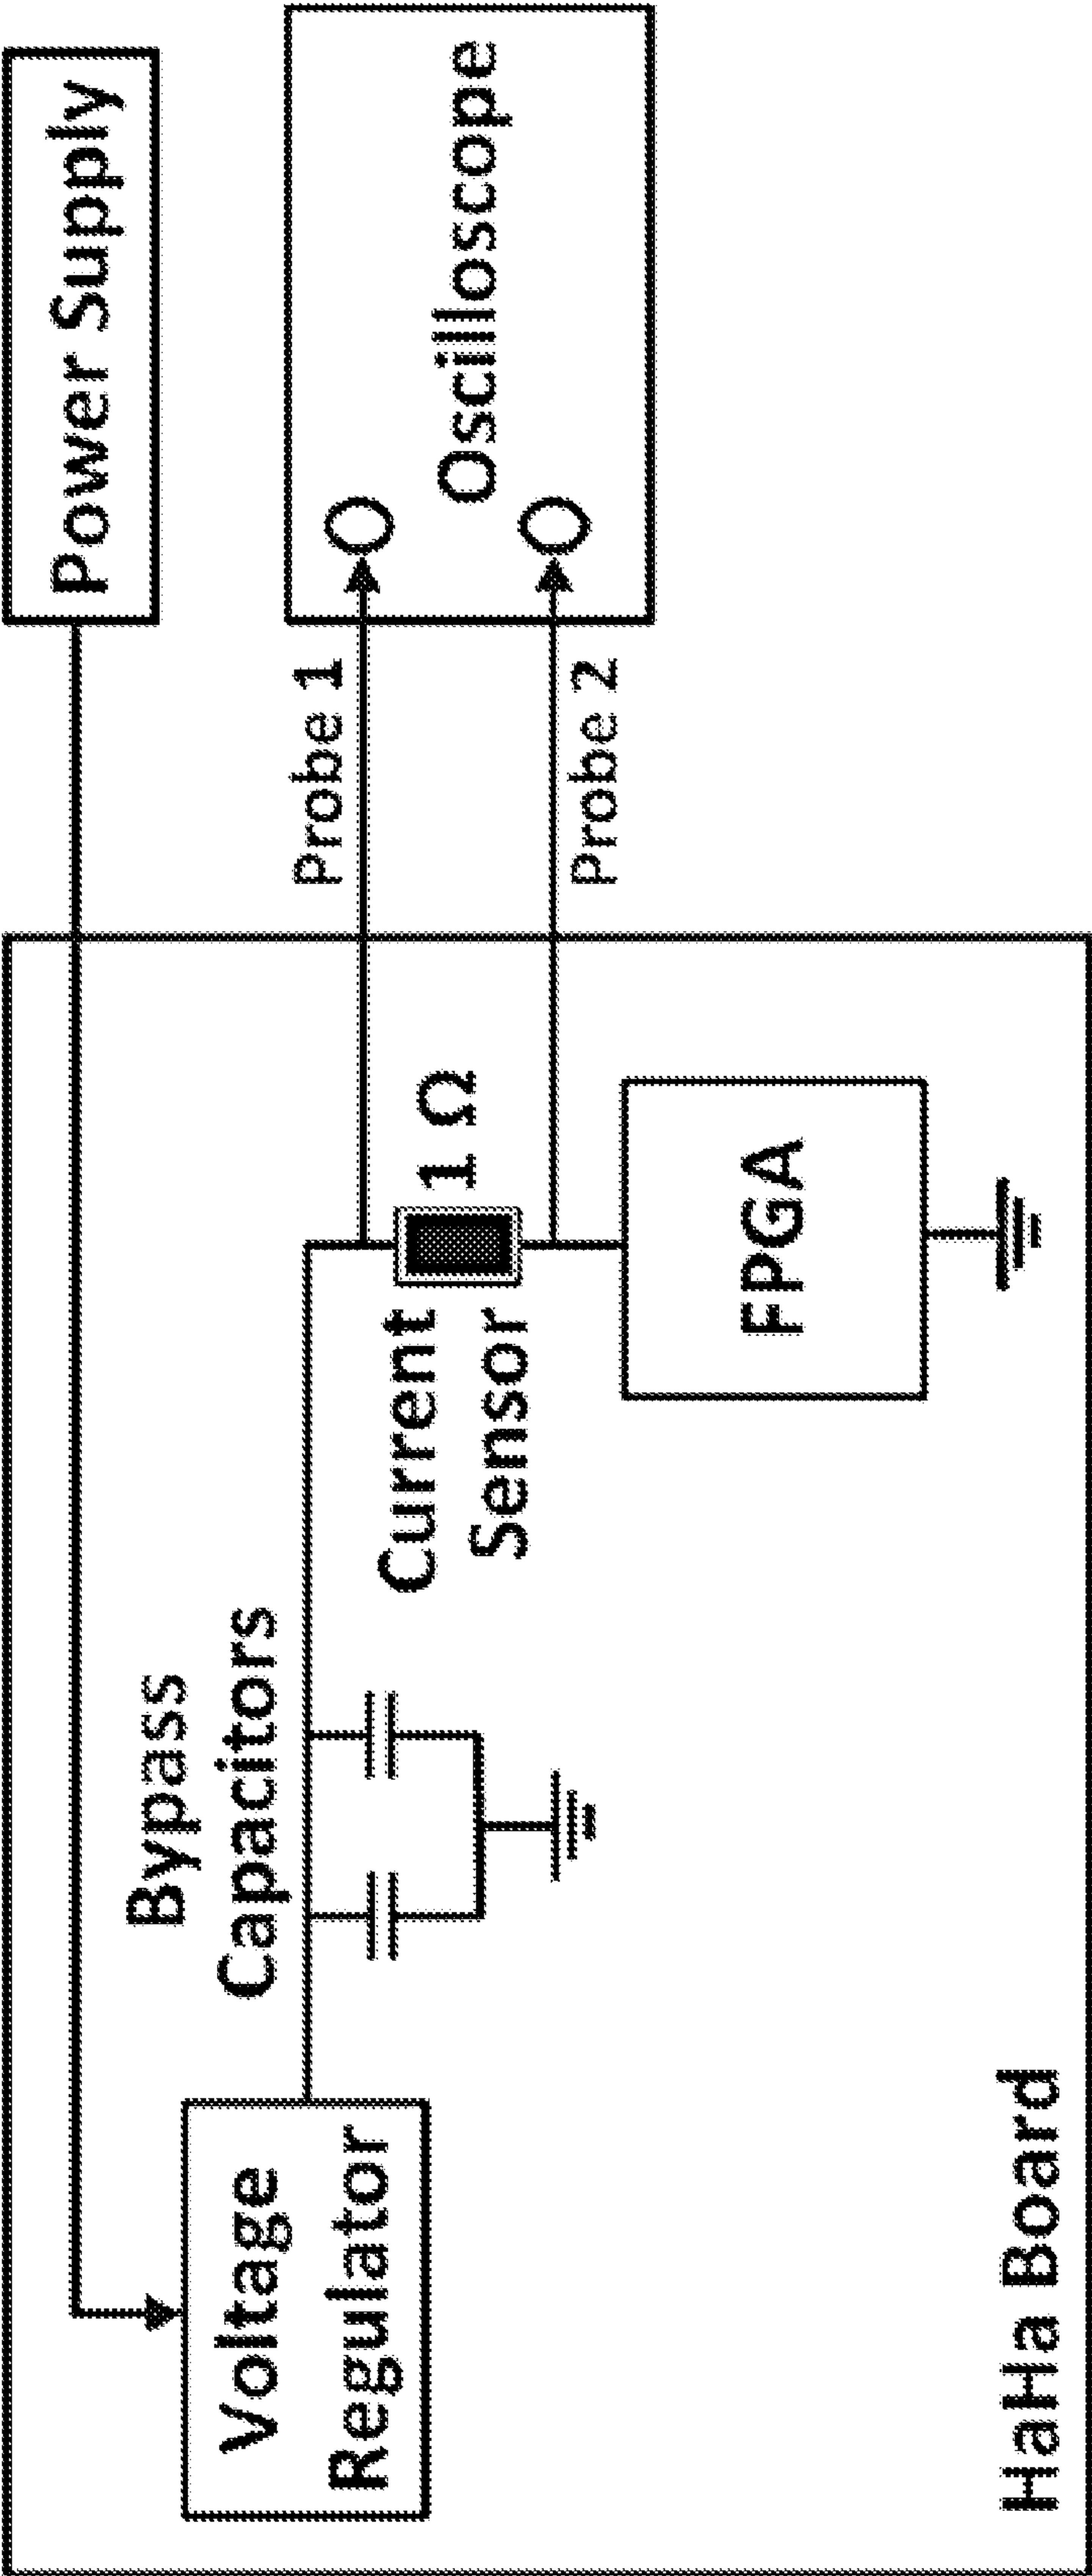 Power Supply
Bypass
Capacitors
Probe 1
Voltage
Regulator
Current
Sensor
1 Ω
Oscilloscope
Probe 2
FPGA
HaHa Board